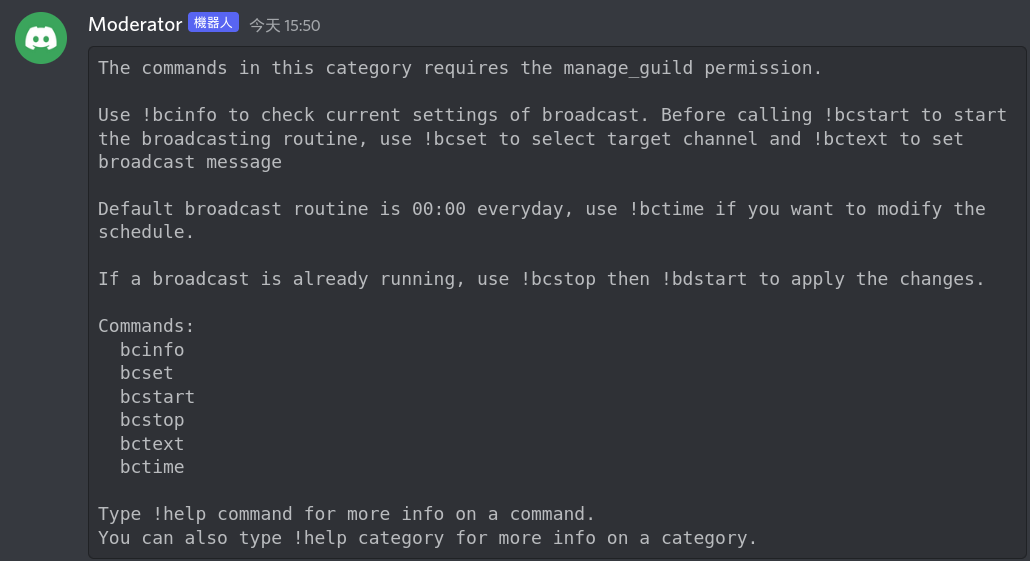 Moderator 機器人 今天 15:50
The commands in this category requires the manage_guild permission.
Use !bcinfo to check current settings of broadcast. Before calling !bcstart to start
the broadcasting routine, use !bcset to select target channel and !bctext to set
broadcast message
Default broadcast routine is 00:00 everyday, use !bctime if you want to modify the
schedule.
If a broadcast is already running, use !bcstop then !bdstart to apply the changes.
Commands:
bcinfo
bcset
bcstart
bcstop
bctext
bctime
Type !help command for more info on a command.
You can also type !help category for more info on a category.